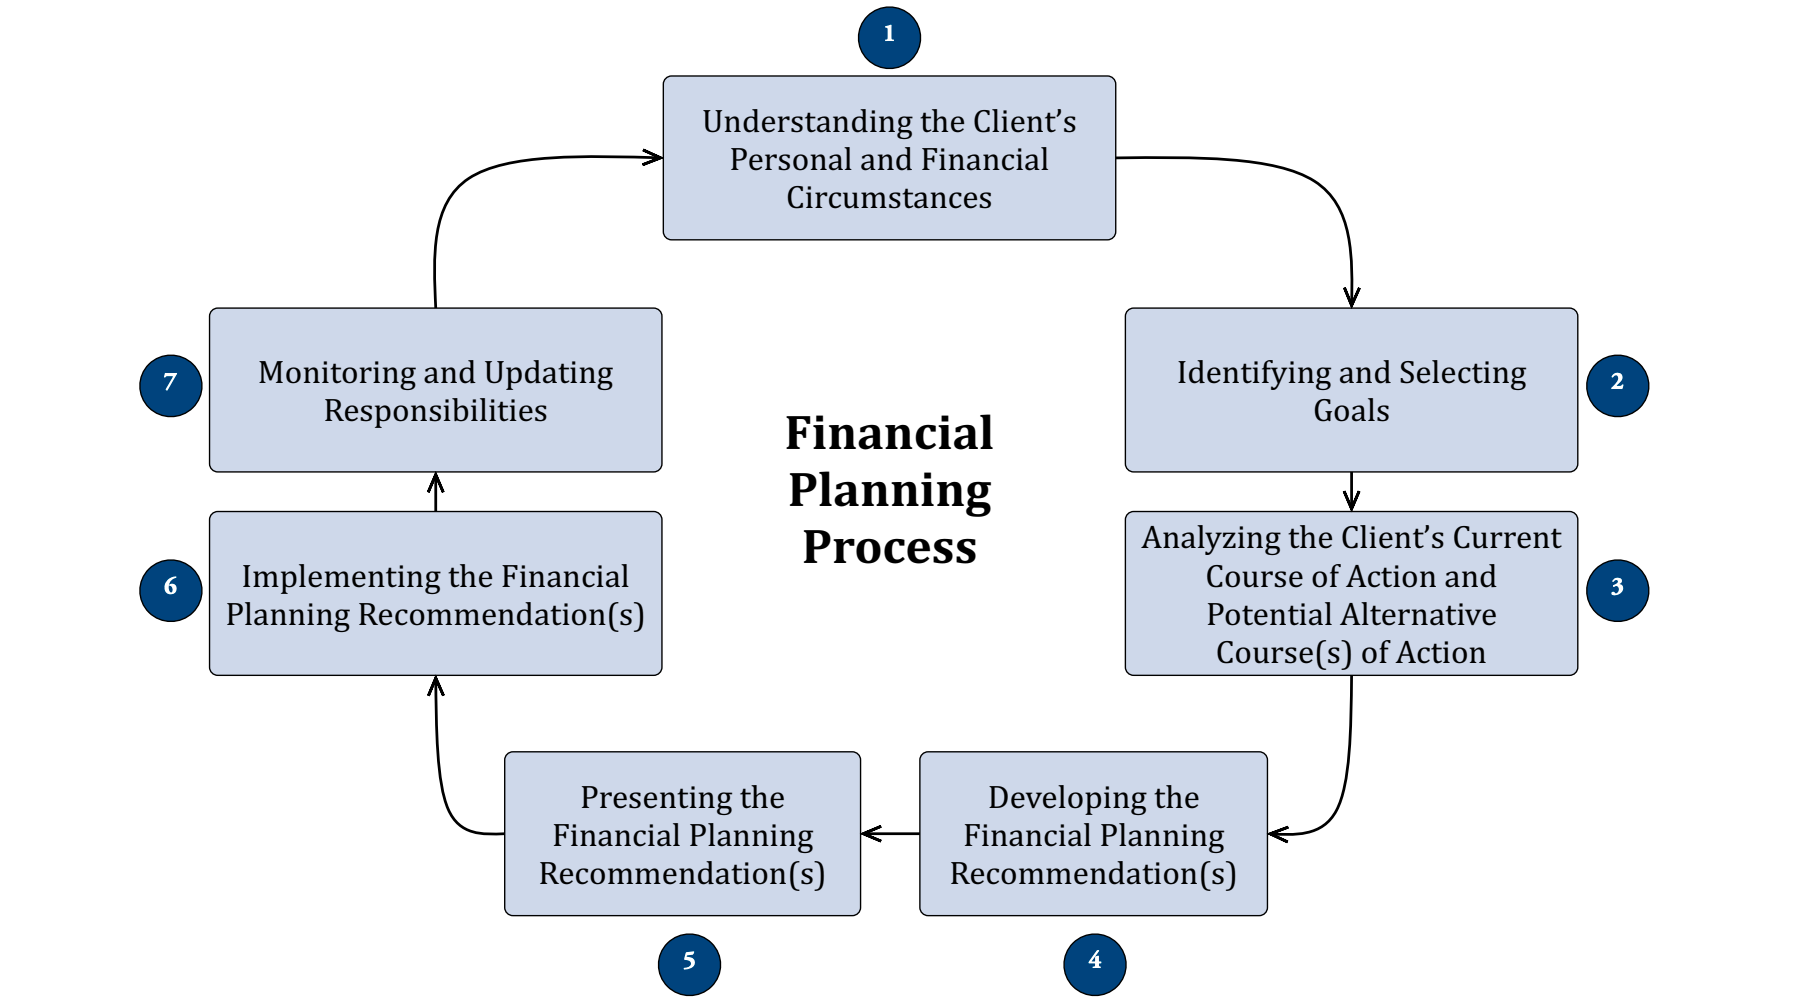 1
Understanding the Client’s
Personal and Financial
Circumstances
2
Identifying and Selecting
Goals
3
Analyzing the Client’s Current
Course of Action and
Potential Alternative
Course(s) of Action
4
Developing the
Financial Planning
Recommendation(s)
5
Presenting the
Financial Planning
Recommendation(s)
6
Implementing the Financial
Planning Recommendation(s)
7
Monitoring and Updating
Responsibilities
Financial
Planning
Process